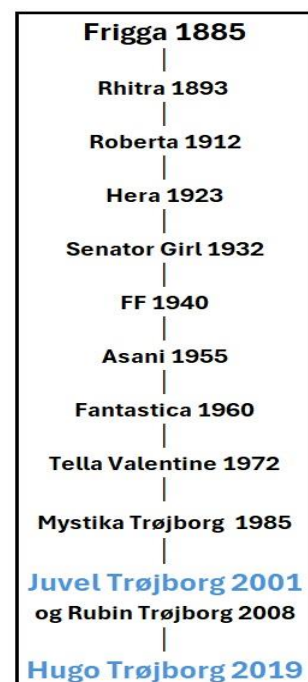 Frigga 1885
Rhitra 1893
Roberta 1912
Hera 1923
Senator Girl 1932
FF 1940
Asani 1955
Fantastica 1960
Tella Valentine 1972
Mystika Trøjborg 1985
Juvel Trøjborg 2001
og Rubin Trøjborg 2008
Hugo Trøjborg 2019